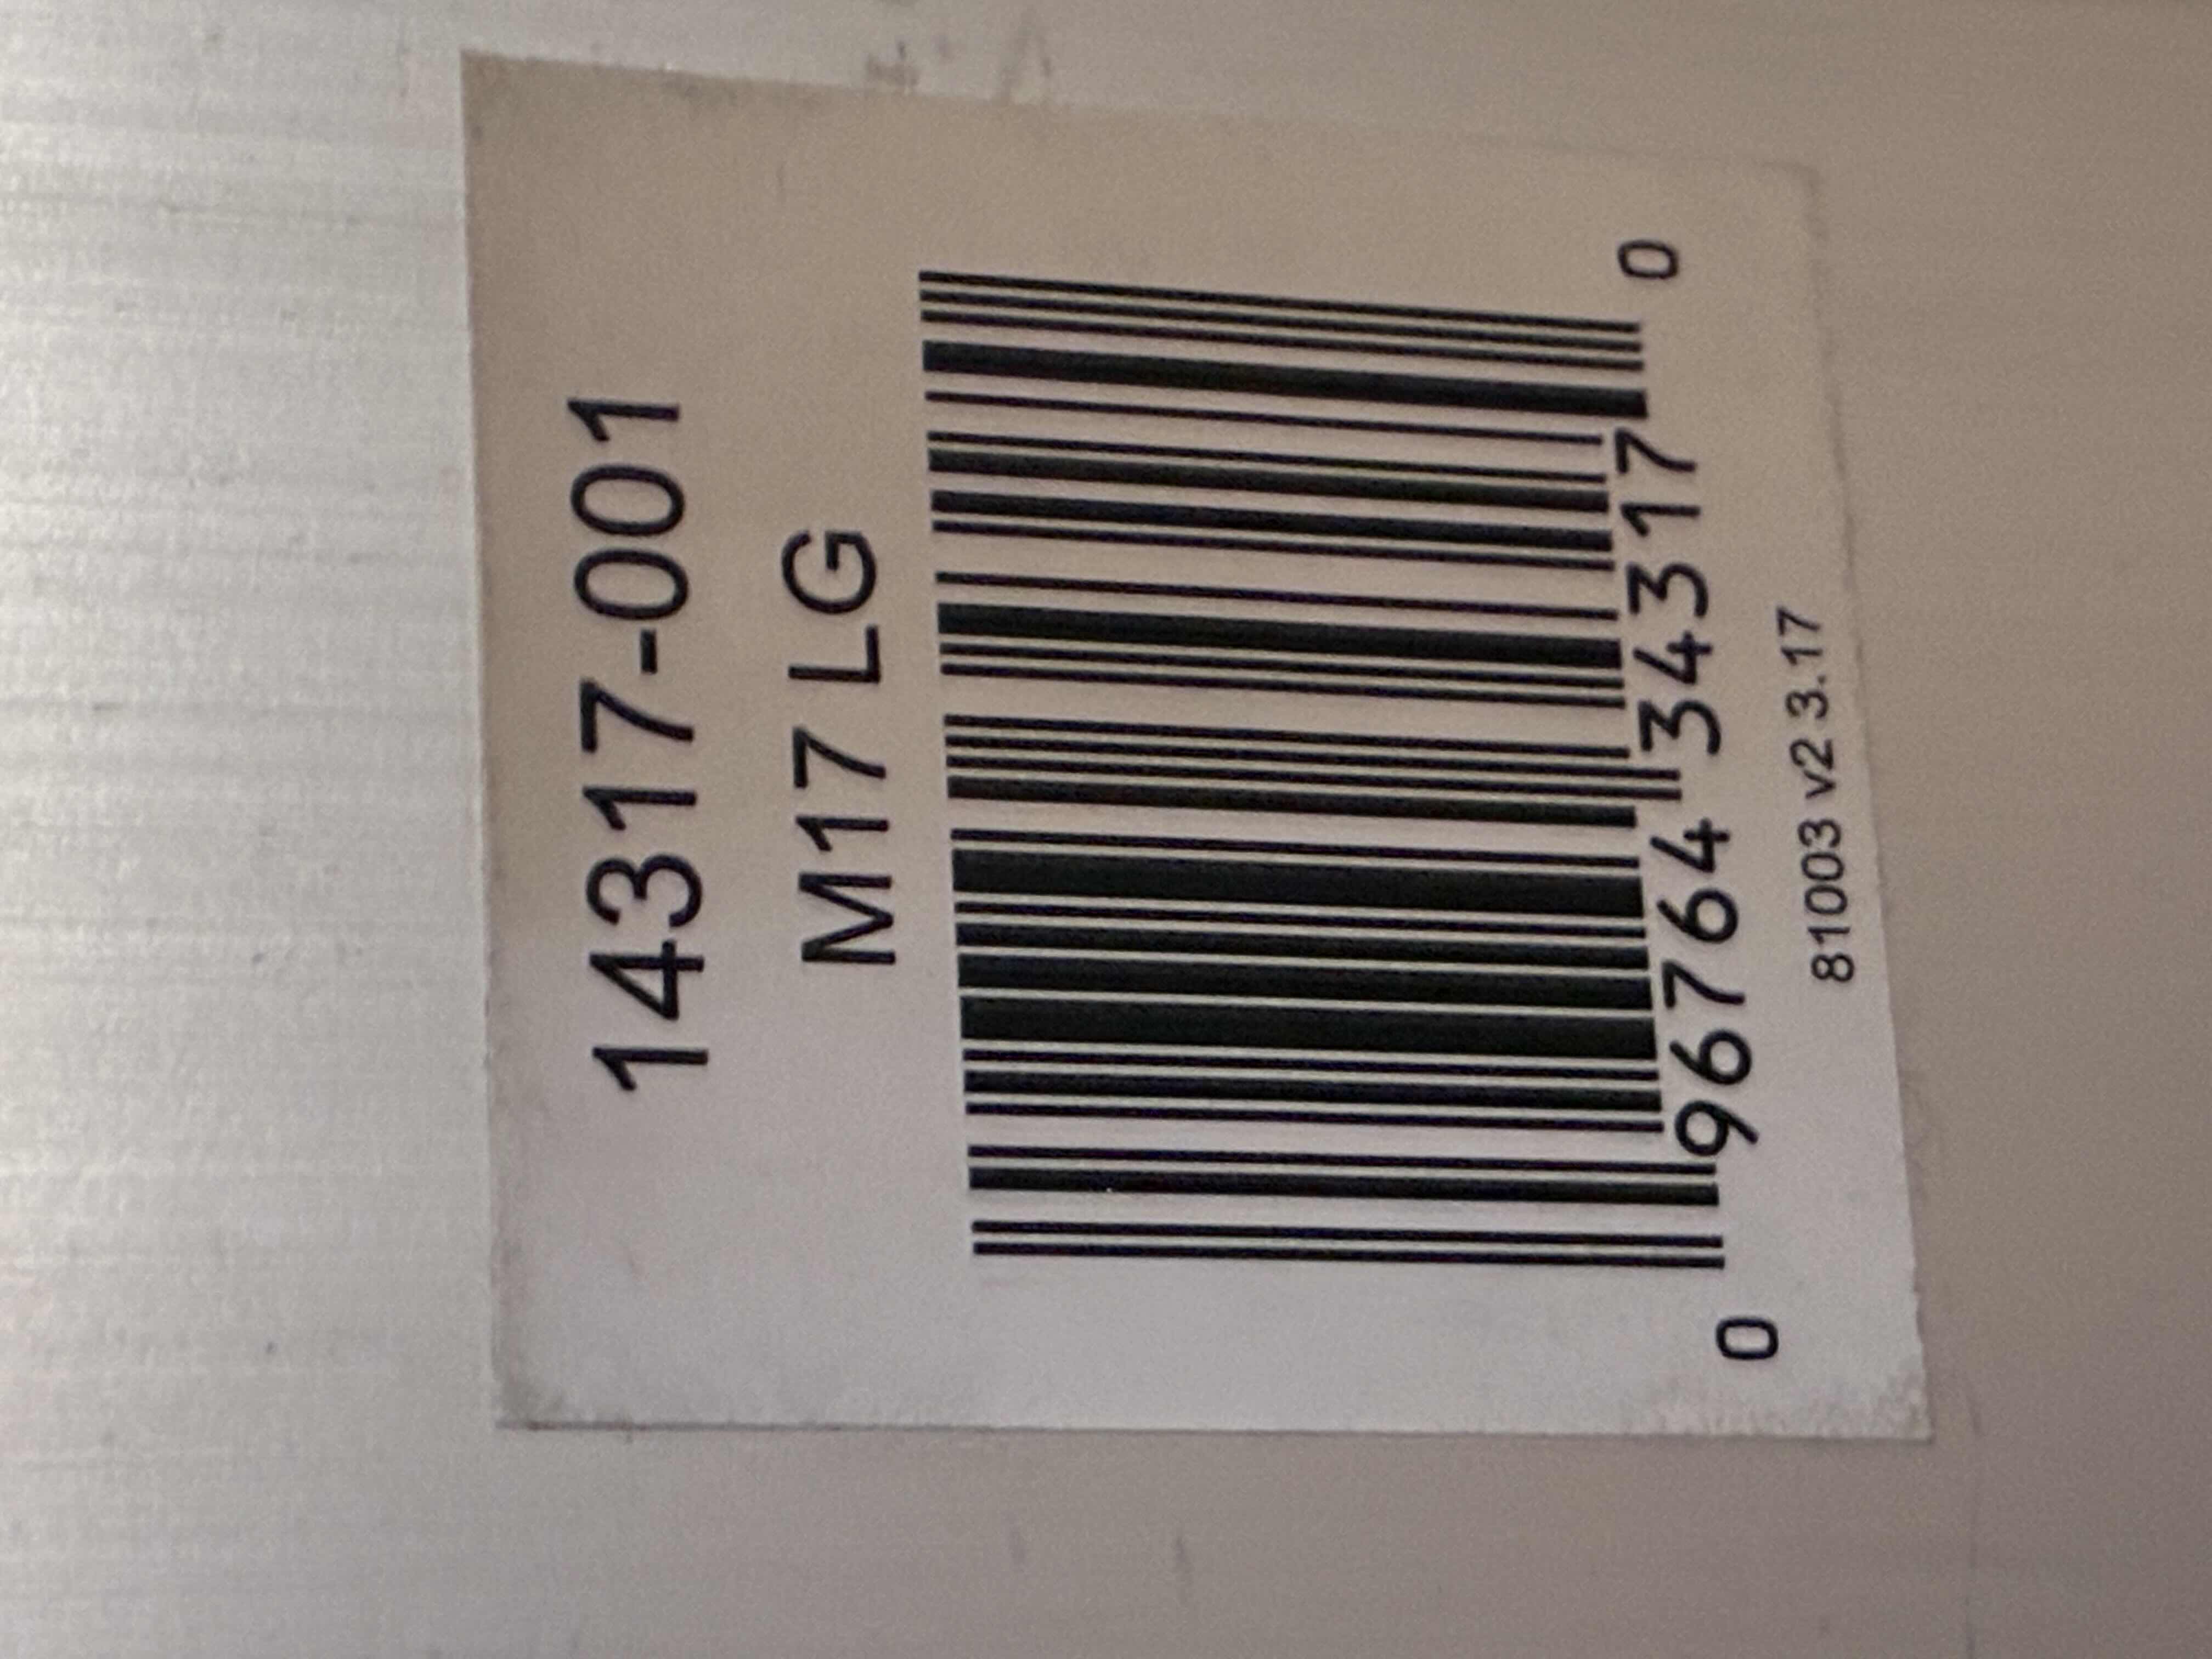 14317-001
M17 LG
0 96764 34317 0
81003 v2 3.17